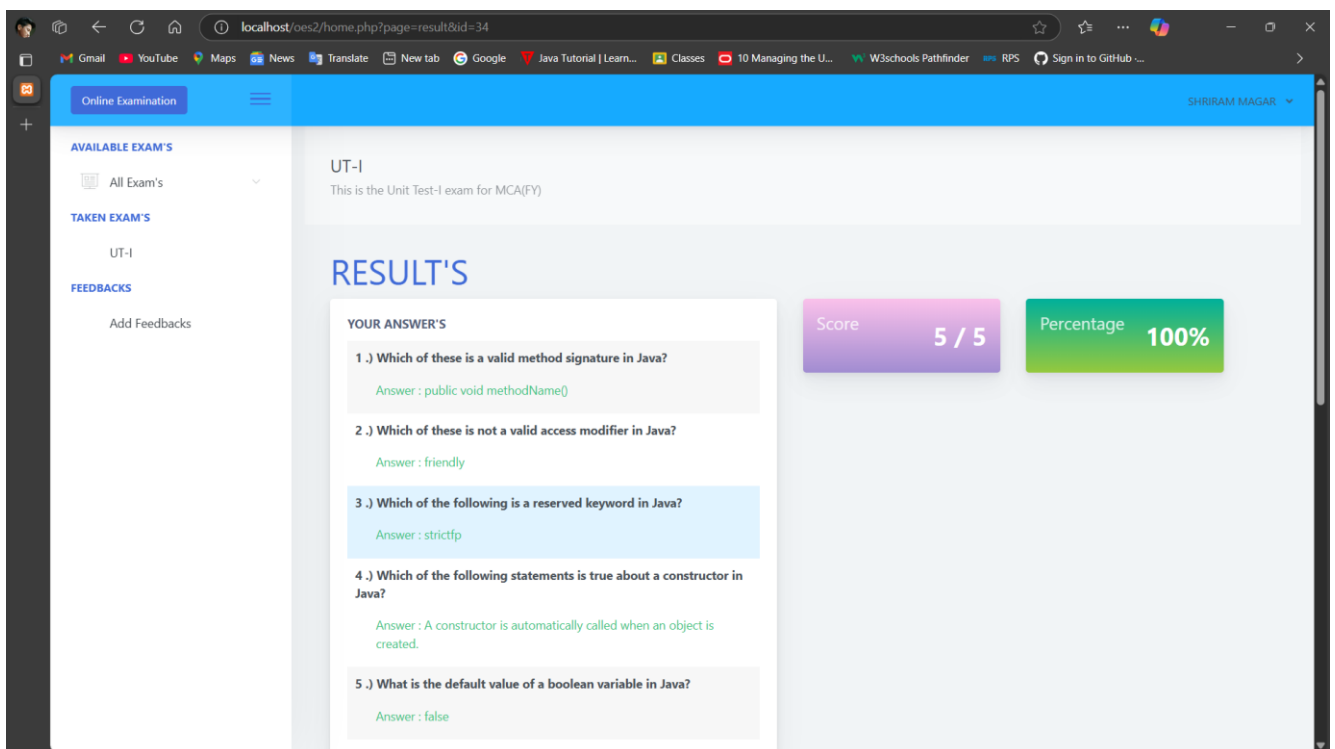 localhost/oes2/home.php?page=result&id=34
Gmail YouTube Maps News Translate New tab Google Java Tutorial | Learn... Classes 10 Managing the U... W3schools Pathfinder RPS Sign in to GitHub ·...
Online Examination
SHRIRAM MAGAR
AVAILABLE EXAM'S
All Exam's
TAKEN EXAM'S
UT-I
FEEDBACKS
Add Feedbacks
UT-I
This is the Unit Test-I exam for MCA(FY)
RESULT'S
YOUR ANSWER'S
1 .) Which of these is a valid method signature in Java?
Answer : public void methodName()
2 .) Which of these is not a valid access modifier in Java?
Answer : friendly
3 .) Which of the following is a reserved keyword in Java?
Answer : strictfp
4 .) Which of the following statements is true about a constructor in
Java?
Answer : A constructor is automatically called when an object is
created.
5 .) What is the default value of a boolean variable in Java?
Answer : false
Score
5 / 5
Percentage
100%